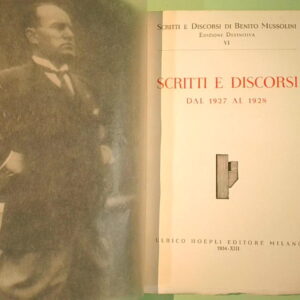 SCRITTI E DISCORSI DI BENITO MUSSOLINI
EDIZIONE DEFINITIVA
VI
SCRITTI E DISCORSI
DAL 1927 AL 1928
ULRICO HOEPLI EDITORE MILANO
1934-XIII